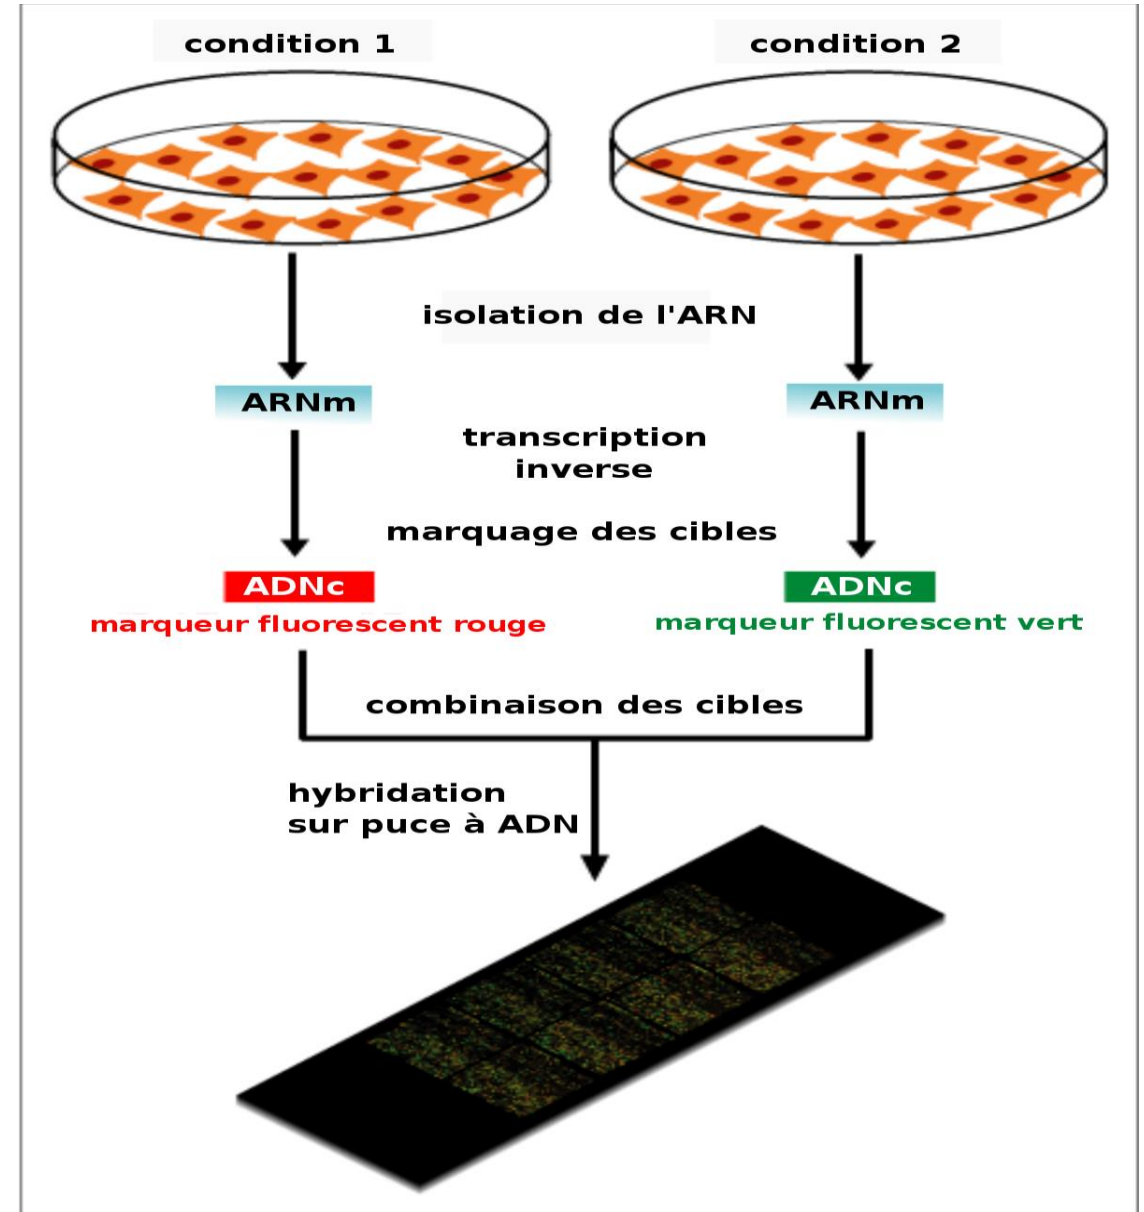 condition 1
condition 2
isolation de l'ARN
ARNm
ARNm
transcription
inverse
marquage des cibles
ADNc
ADNc
marqueur fluorescent rouge
marqueur fluorescent vert
combinaison des cibles
hybridation
sur puce à ADN